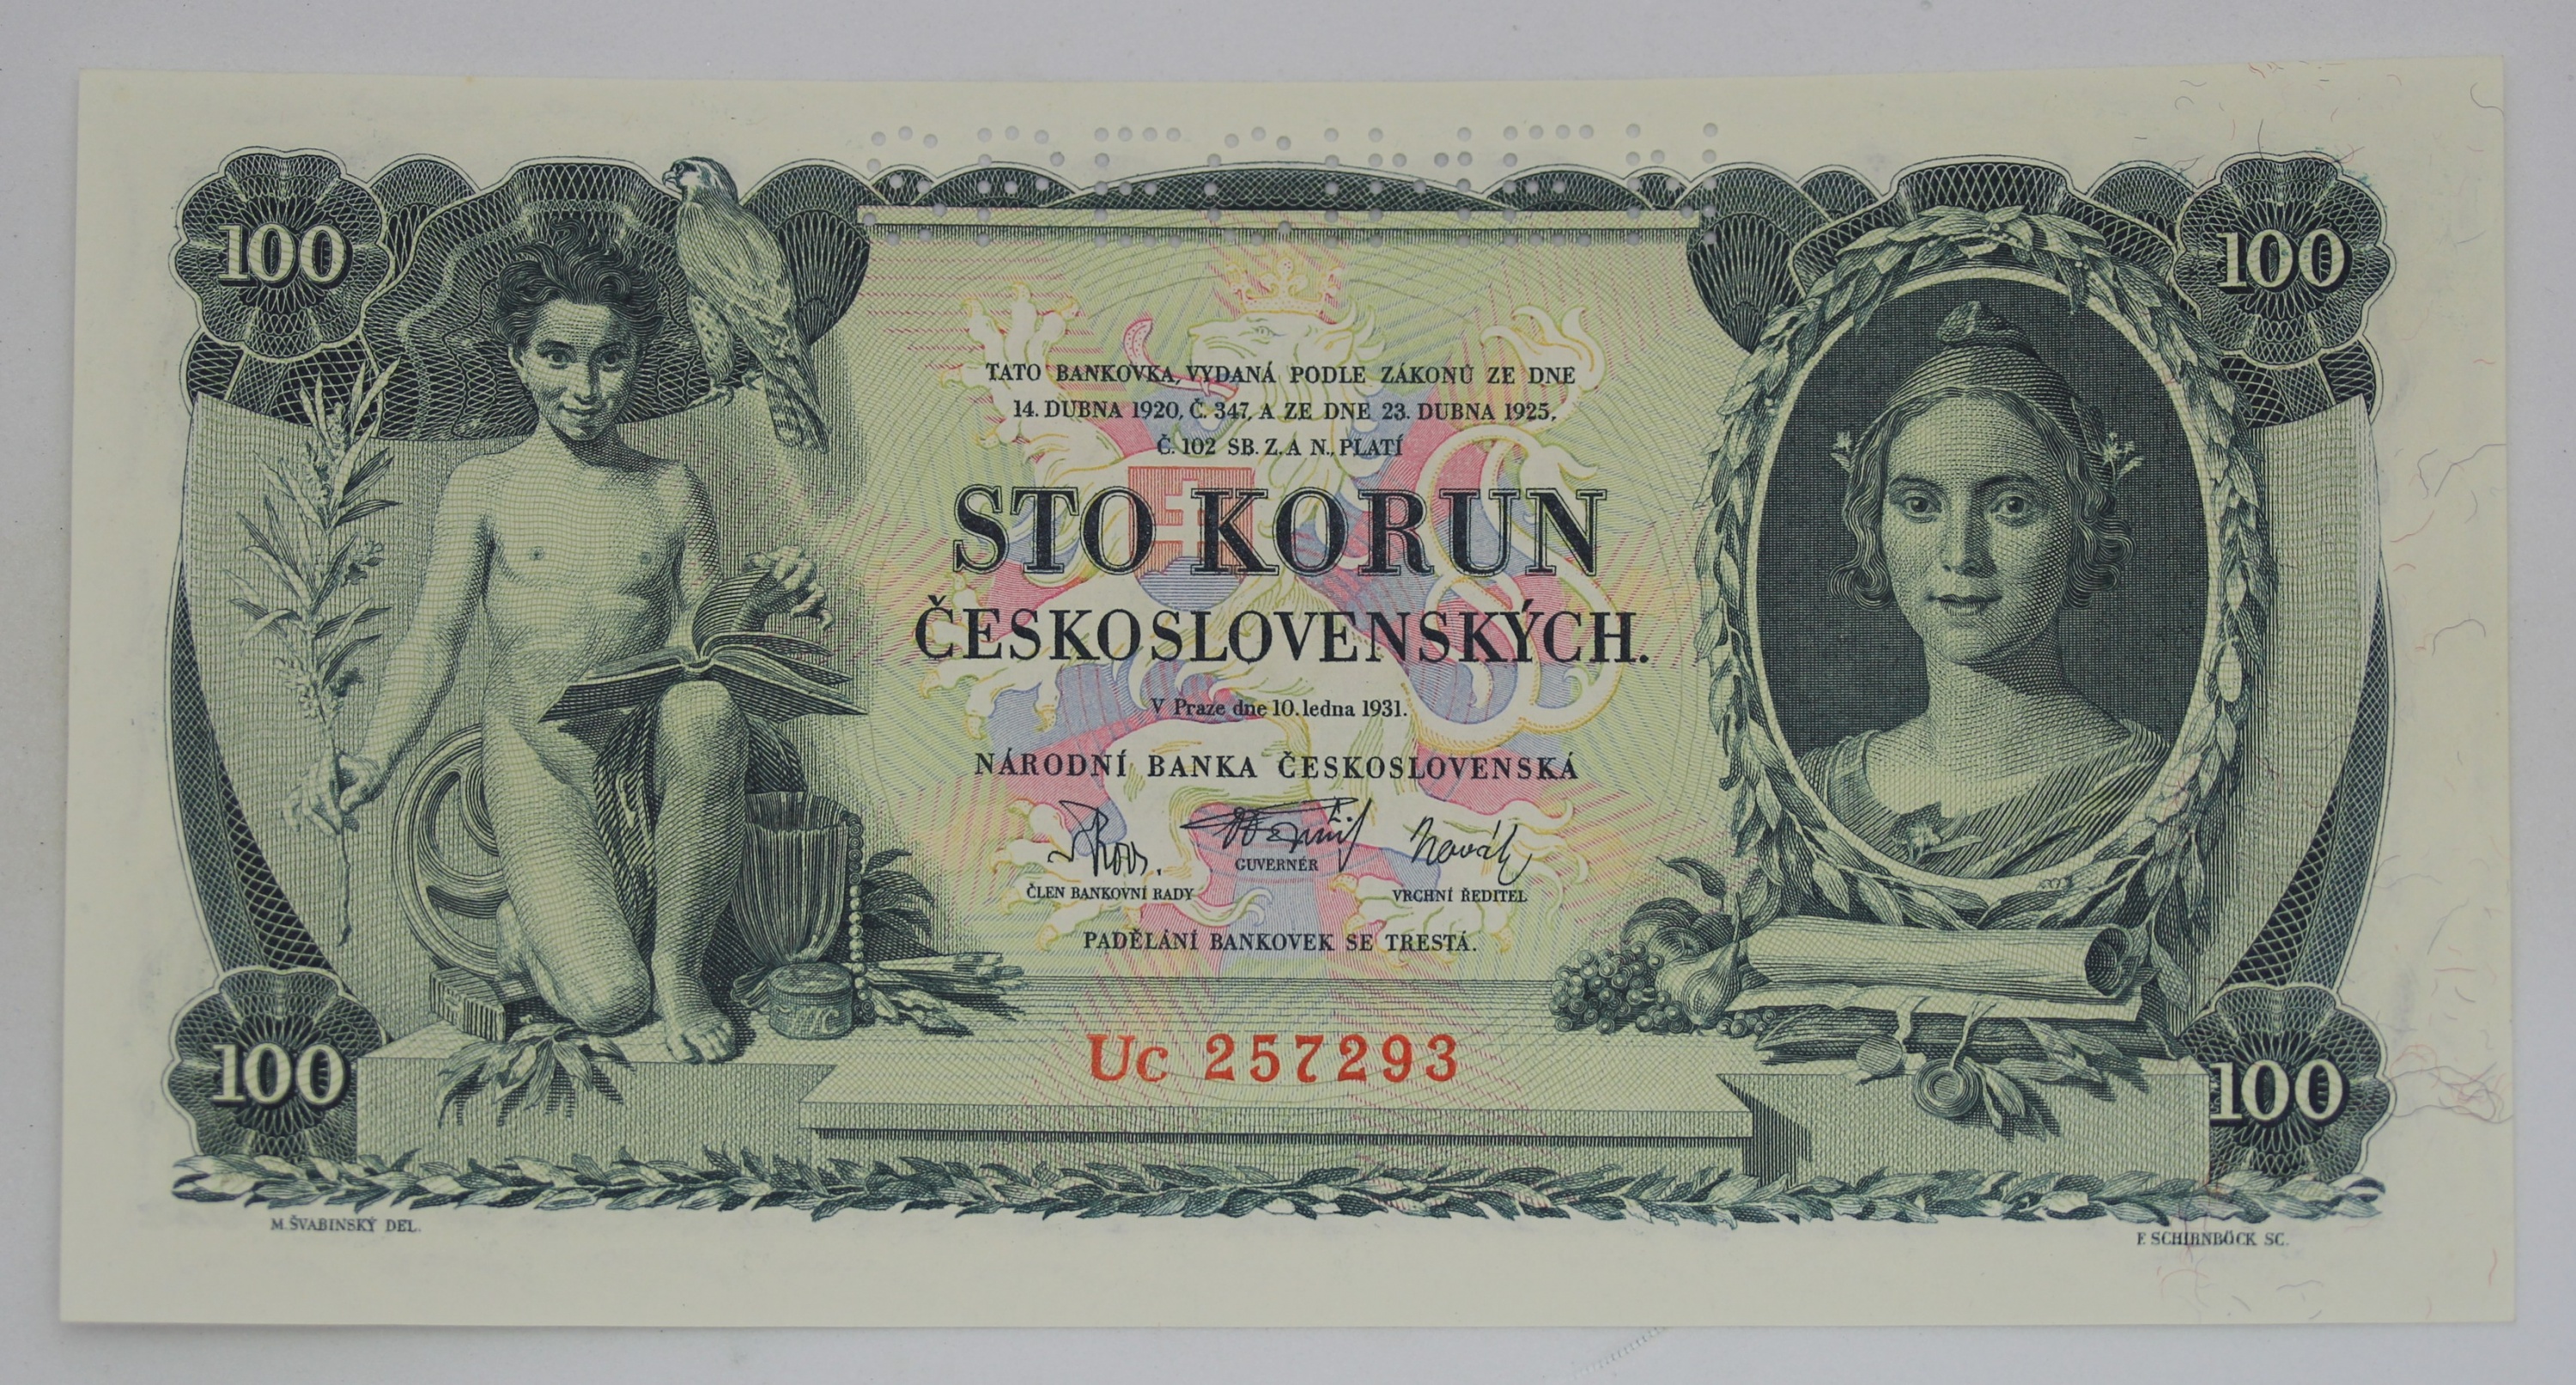 SPECIMEN
100
100
TATO BANKOVKA, VYDANÁ PODLE ZÁKONŮ ZE DNE
14. DUBNA 1920, Č. 347, A ZE DNE 23. DUBNA 1925,
Č. 102 SB. Z. A N., PLATÍ
STO KORUN
ČESKOSLOVENSKÝCH.
V Praze dne 10. ledna 1931.
NÁRODNÍ BANKA ČESKOSLOVENSKÁ
Novák
GUVERNÉR
ČLEN BANKOVNÍ RADY
VRCHNÍ ŘEDITEL
PADĚLÁNÍ BANKOVEK SE TRESTÁ.
Uc 257293
100
100
M. ŠVABINSKÝ DEL.
F. SCHIRNBÖCK SC.